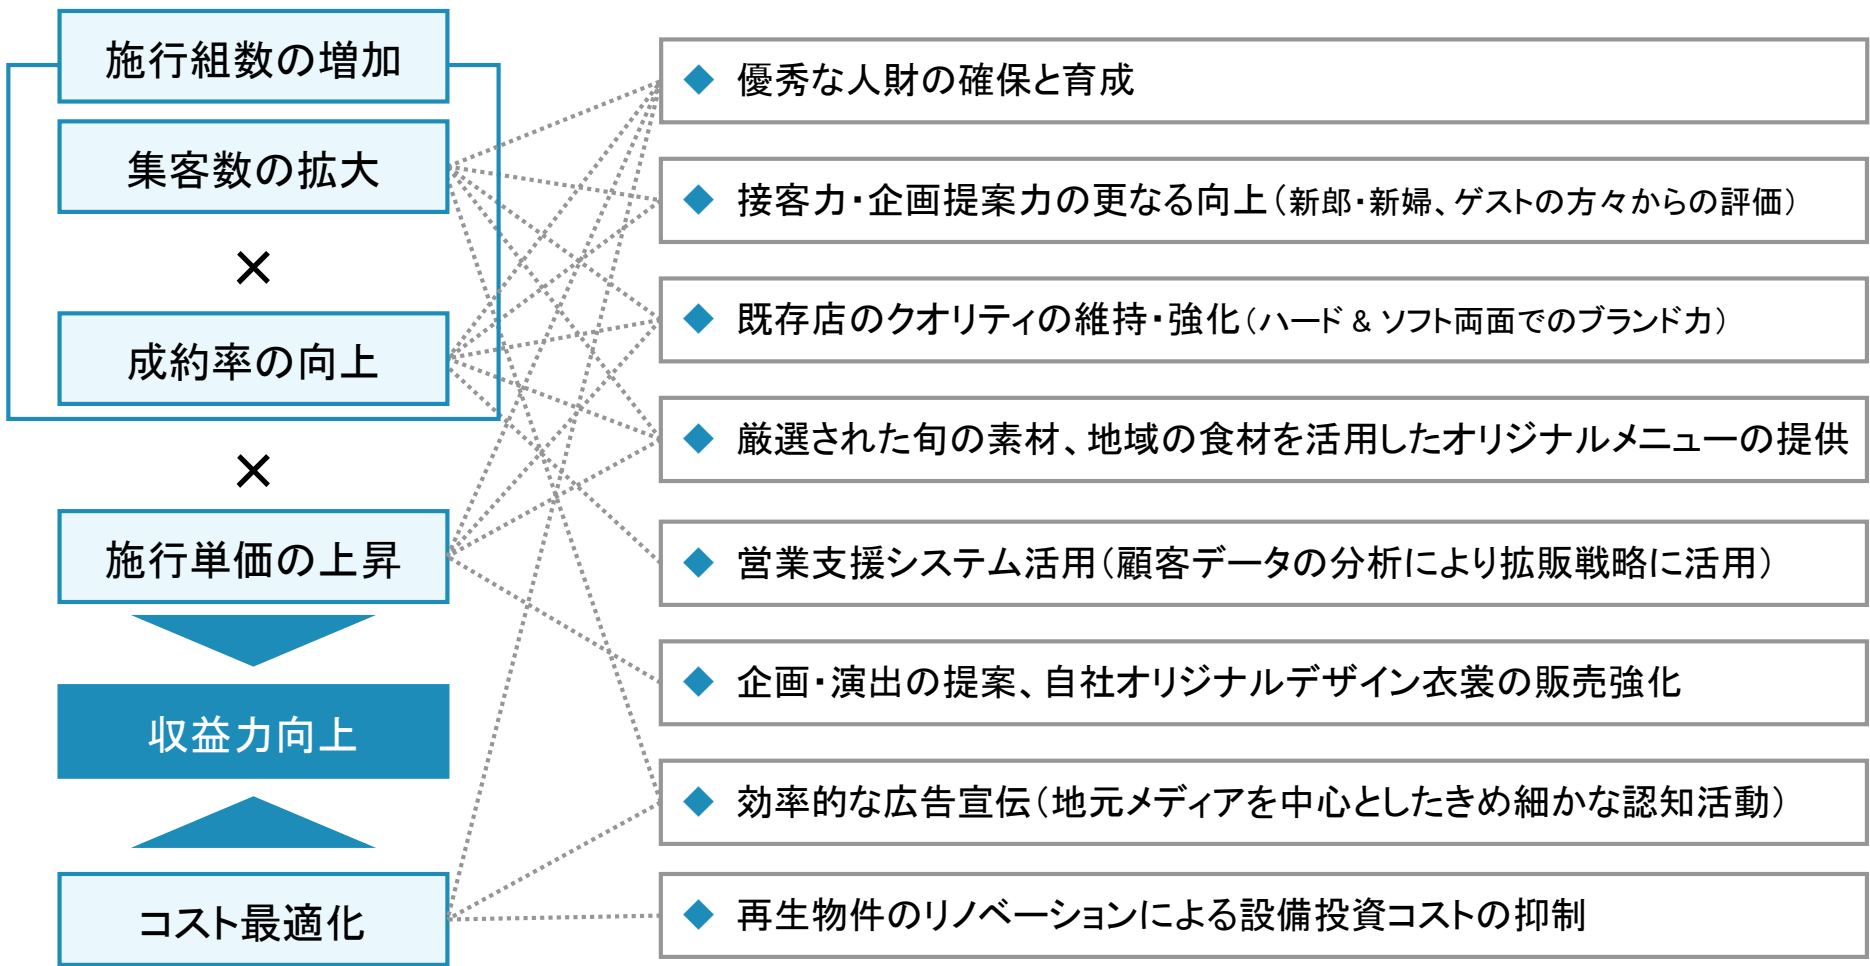 施行組数の増加
集客数の拡大
×
成約率の向上
×
施行単価の上昇
収益力向上
コスト最適化
◆ 優秀な人財の確保と育成
◆ 接客力・企画提案力の更なる向上（新郎・新婦、ゲストの方々からの評価）
◆ 既存店のクオリティの維持・強化（ハード & ソフト両面でのブランド力）
◆ 厳選された旬の素材、地域の食材を活用したオリジナルメニューの提供
◆ 営業支援システム活用（顧客データの分析により拡販戦略に活用）
◆ 企画・演出の提案、自社オリジナルデザイン衣裳の販売強化
◆ 効率的な広告宣伝（地元メディアを中心としたきめ細かな認知活動）
◆ 再生物件のリノベーションによる設備投資コストの抑制